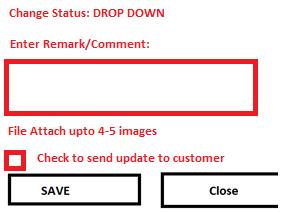 Change Status: DROP DOWN
Enter Remark/Comment:
File Attach upto 4-5 images
Check to send update to customer
SAVE
Close